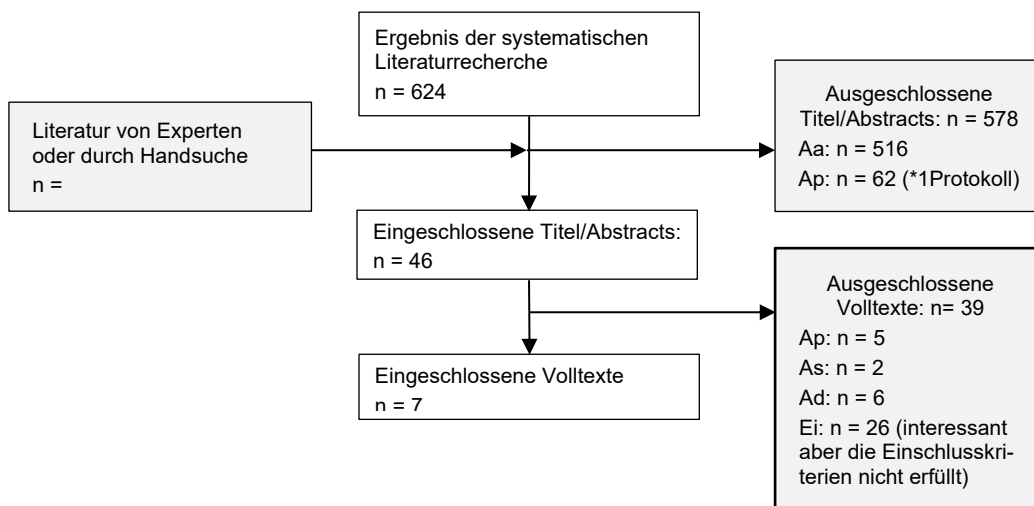 Ergebnis der systematischen
Literaturrecherche
n = 624
Literatur von Experten
oder durch Handsuche
n =
Ausgeschlossene
Titel/Abstracts: n = 578
Aa: n = 516
Ap: n = 62 (*1Protokoll)
Eingeschlossene Titel/Abstracts:
n = 46
Ausgeschlossene
Volltexte: n= 39
Ap: n = 5
As: n = 2
Ad: n = 6
Ei: n = 26 (interessant
aber die Einschlusskri-
terien nicht erfüllt)
Eingeschlossene Volltexte
n = 7